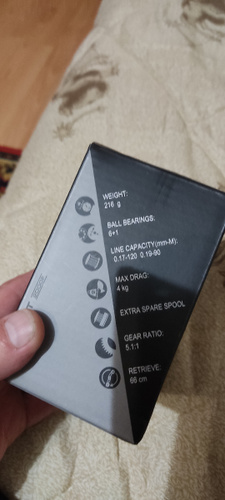 WEIGHT:
216 g
BALL BEARINGS:
6+1
LINE CAPACITY(mm-M):
0.17-120 0.19-90
MAX DRAG:
4 kg
EXTRA SPARE SPOOL
GEAR RATIO:
5.1:1
RETRIEVE:
66 cm